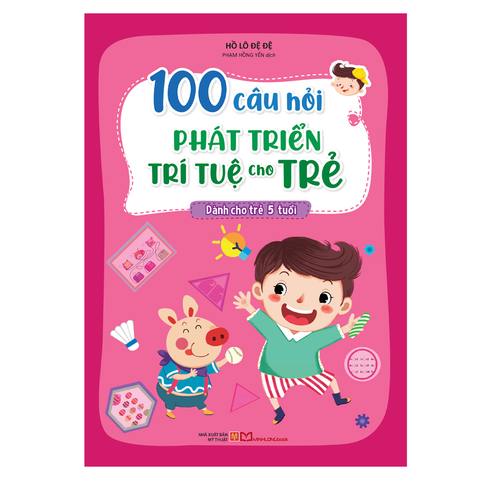 HỒ LÔ ĐỆ ĐỆ
PHẠM HỒNG YẾN dịch
100 câu hỏi
PHÁT TRIỂN
TRÍ TUỆ cho TRẺ
Dành cho trẻ 5 tuổi
NHÀ XUẤT BẢN
MỸ THUẬT
MINHLONGbook